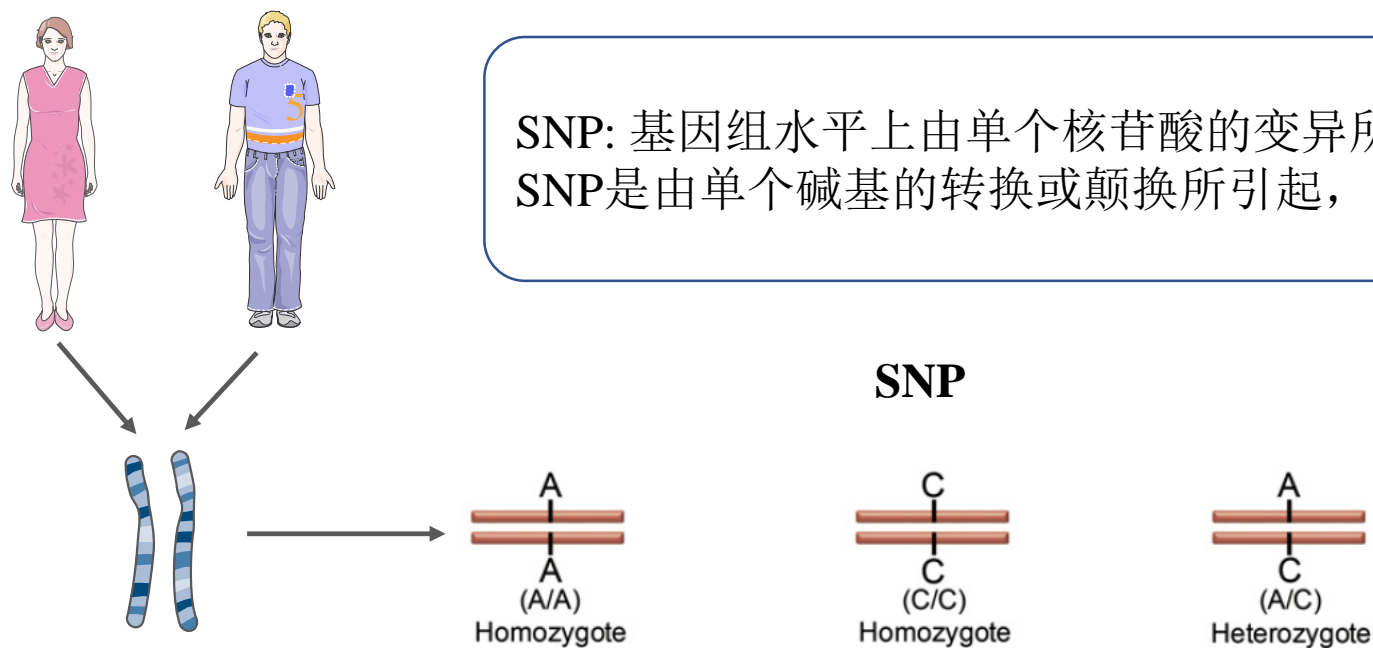 5
SNP: 基因组水平上由单个核苷酸的变异所
SNP是由单个碱基的转换或颠换所引起，
SNP
A
C
A
A
C
C
(A/A)
(C/C)
(A/C)
Homozygote
Homozygote
Heterozygote